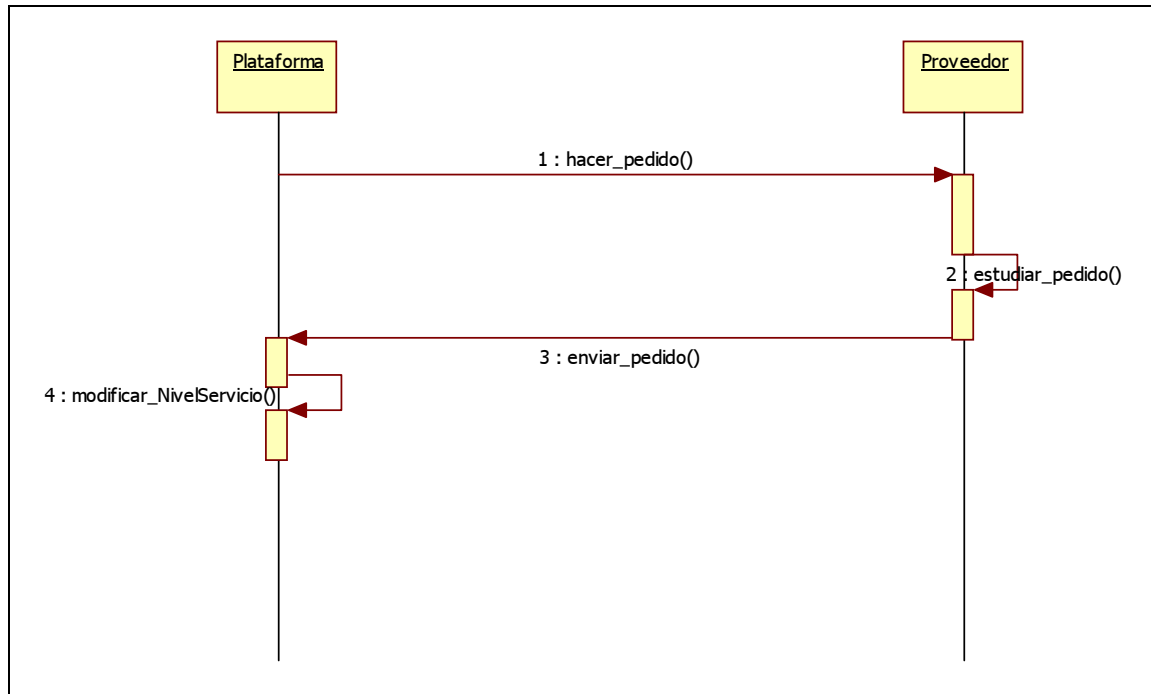 Plataforma
Proveedor
1 : hacer_pedido()
2 : estudiar_pedido()
3 : enviar_pedido()
4 : modificar_NivelServicio()